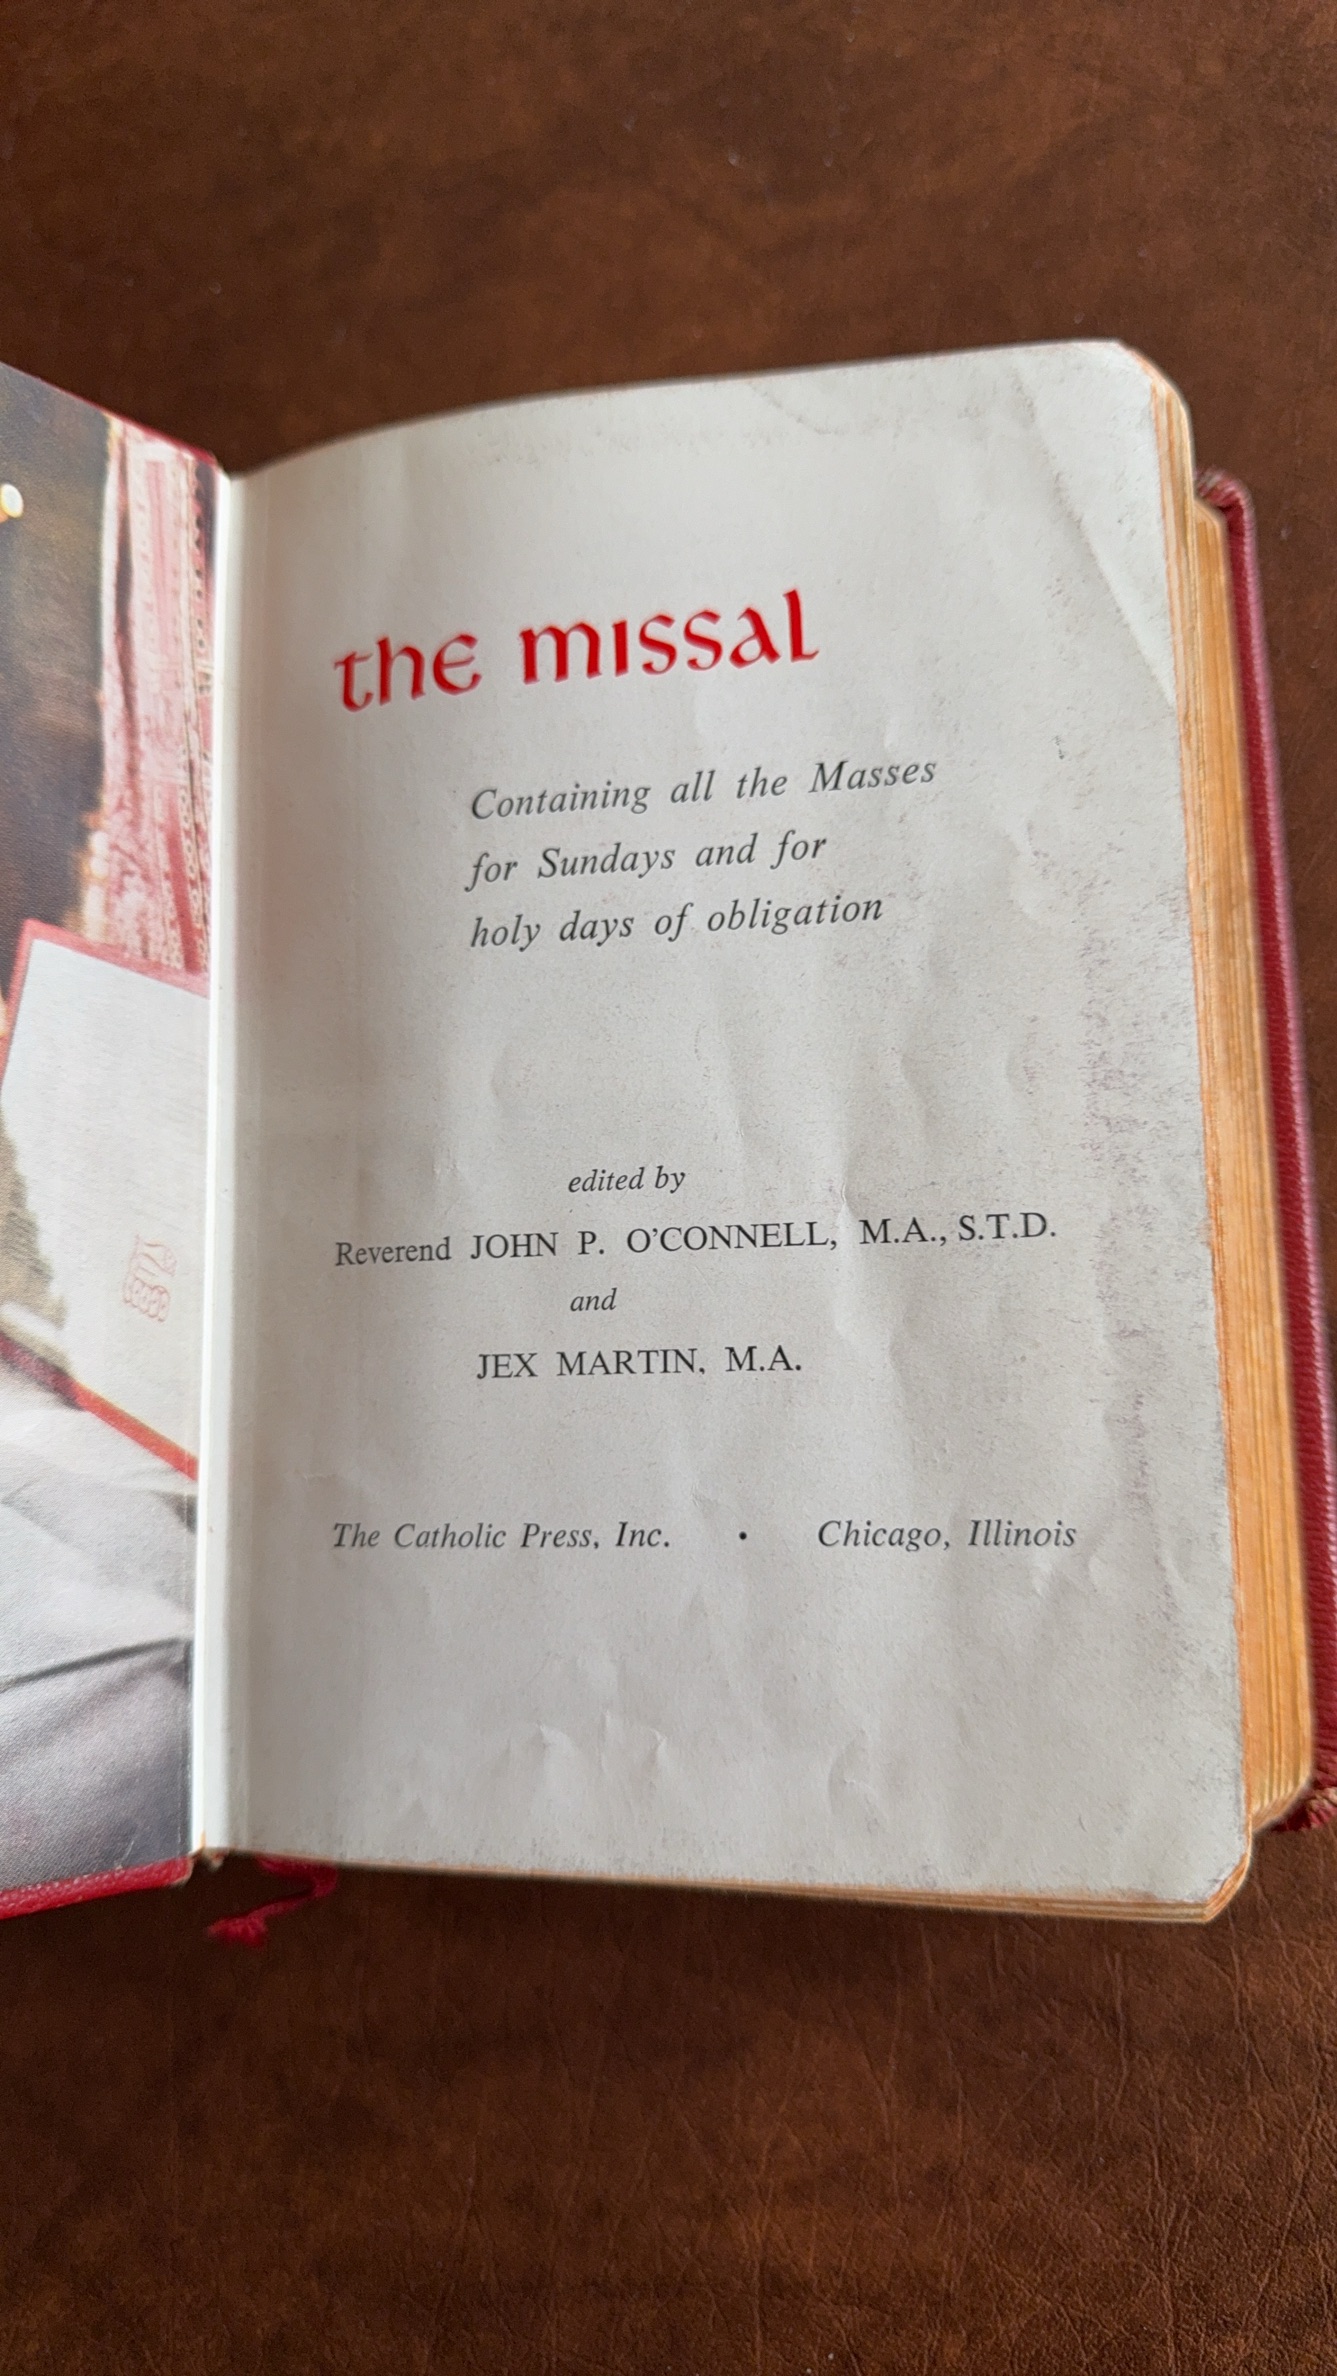 the missal
Containing all the Masses
for Sundays and for
holy days of obligation
edited by
Reverend JOHN P. O'CONNELL, M.A., S.T.D.
and
JEX MARTIN, M.A.
The Catholic Press, Inc. • Chicago, Illinois